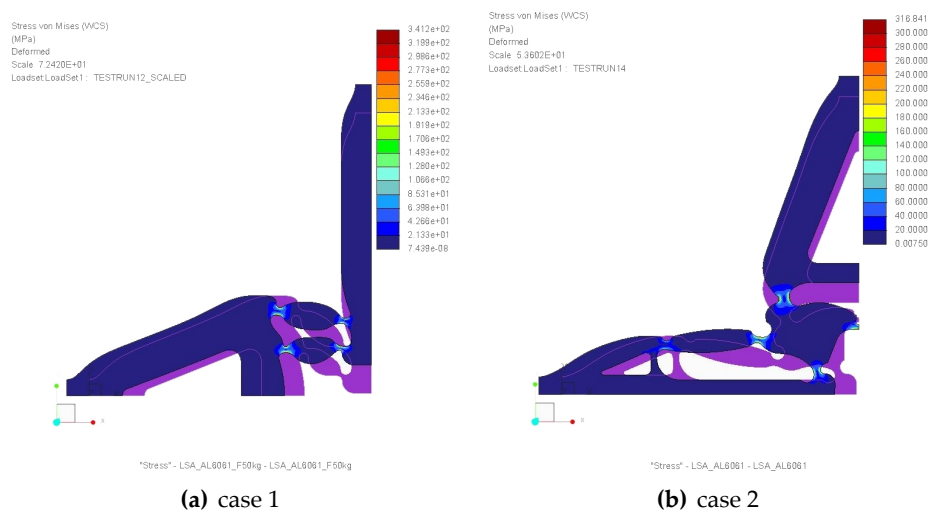 Stress von Mises (WCS)
(MPa)
Deformed
Scale 7.2420E+01
Loadset:LoadSet1 : TESTRUN12_SCALED
3.412e+02
3.199e+02
2.986e+02
2.773e+02
2.559e+02
2.346e+02
2.133e+02
1.919e+02
1.706e+02
1.493e+02
1.280e+02
1.066e+02
8.531e+01
6.398e+01
4.266e+01
2.133e+01
7.439e-08
x
"Stress" - LSA_AL6061_F50kg - LSA_AL6061_F50kg
(a) case 1
Stress von Mises (WCS)
(MPa)
Deformed
Scale 5.3602E+01
Loadset:LoadSet1 : TESTRUN14
316.841
300.000
280.000
260.000
240.000
220.000
200.000
180.000
160.000
140.000
120.000
100.000
80.0000
60.0000
40.0000
20.0000
0.00750
x
"Stress" - LSA_AL6061 - LSA_AL6061
(b) case 2